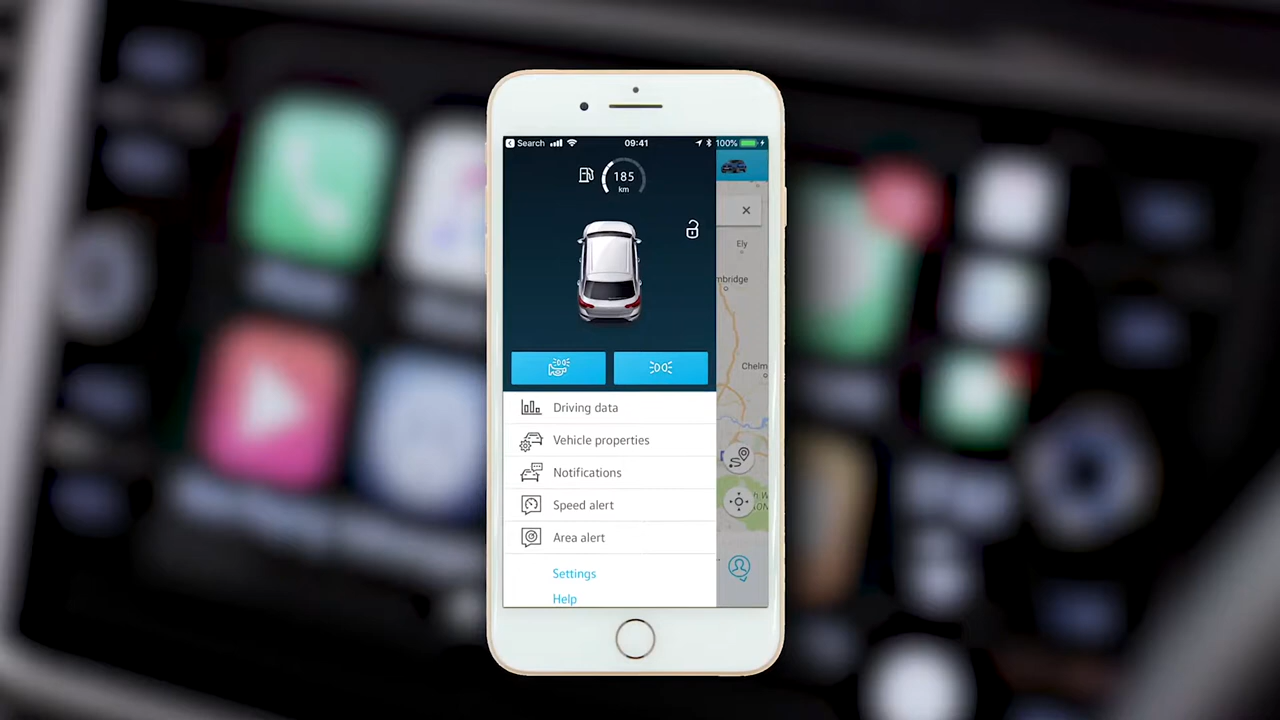 Search
09:41
100%
185
km
Ely
mbridge
Chelm
Driving data
Vehicle properties
Notifications
Speed alert
Area alert
Settings
Help